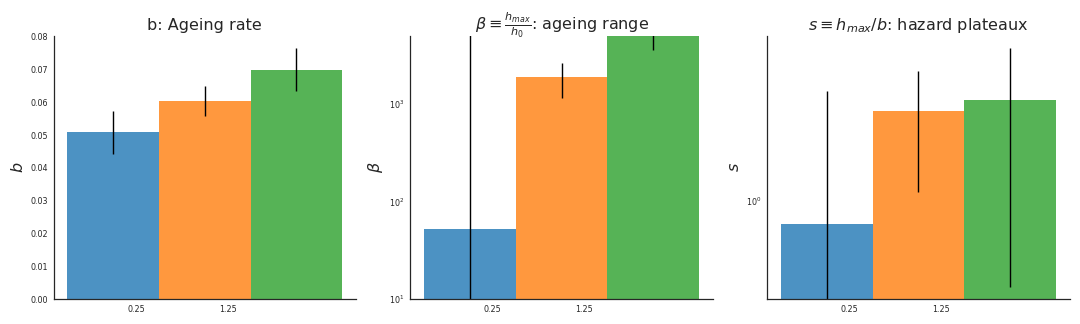 b: Ageing rate
0.08
0.07
0.06
0.05
0.04
0.03
0.02
0.01
0.00
b
0.25 1.25
β ≡ h_max/h_0: ageing range
10³
10²
10¹
β
0.25 1.25
s ≡ h_max/b: hazard plateaux
10⁰
s
0.25 1.25